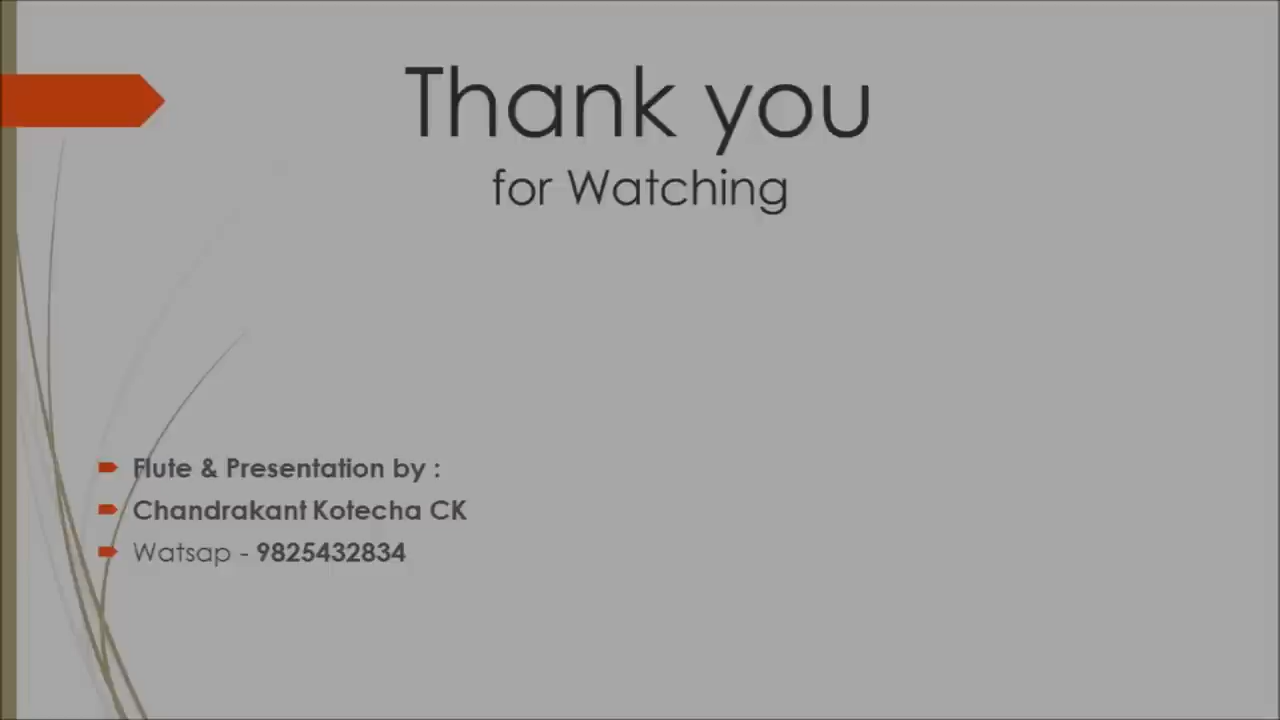 Thank you
for Watching
Flute & Presentation by :
Chandrakant Kotecha CK
Watsap - 9825432834